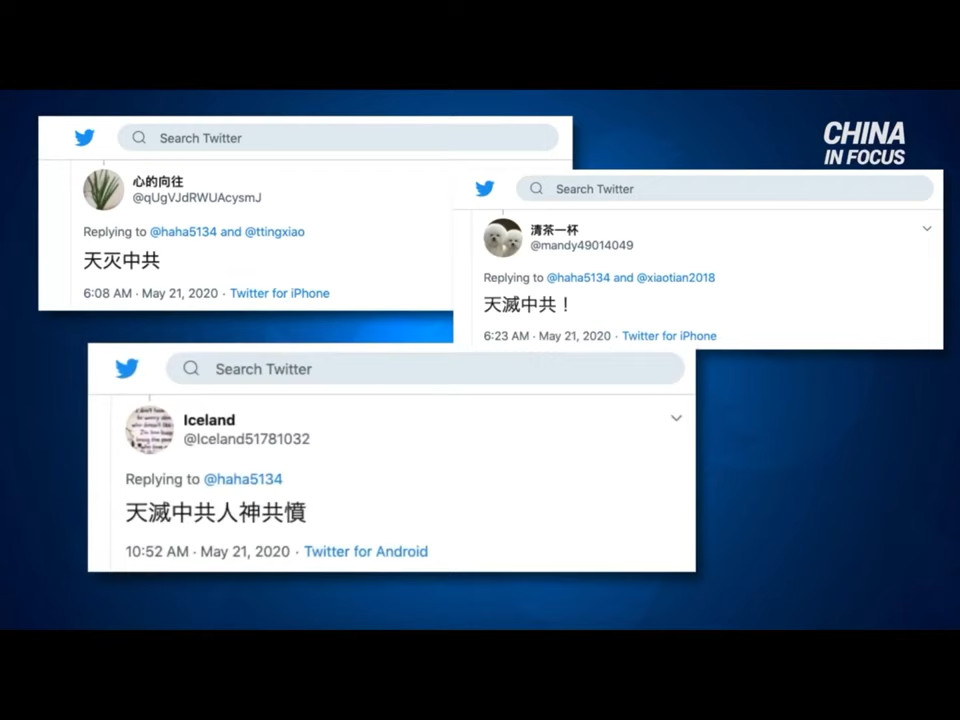 CHINA
IN FOCUS
Search Twitter
心的向往
@qUgVJdRWUAcysmJ
Replying to @haha5134 and @ttingxiao
天灭中共
6:08 AM · May 21, 2020 · Twitter for iPhone
Search Twitter
清茶一杯
@mandy49014049
Replying to @haha5134 and @xiaotian2018
天滅中共！
6:23 AM · May 21, 2020 · Twitter for iPhone
Search Twitter
Iceland
@Iceland51781032
Replying to @haha5134
天滅中共人神共憤
10:52 AM · May 21, 2020 · Twitter for Android